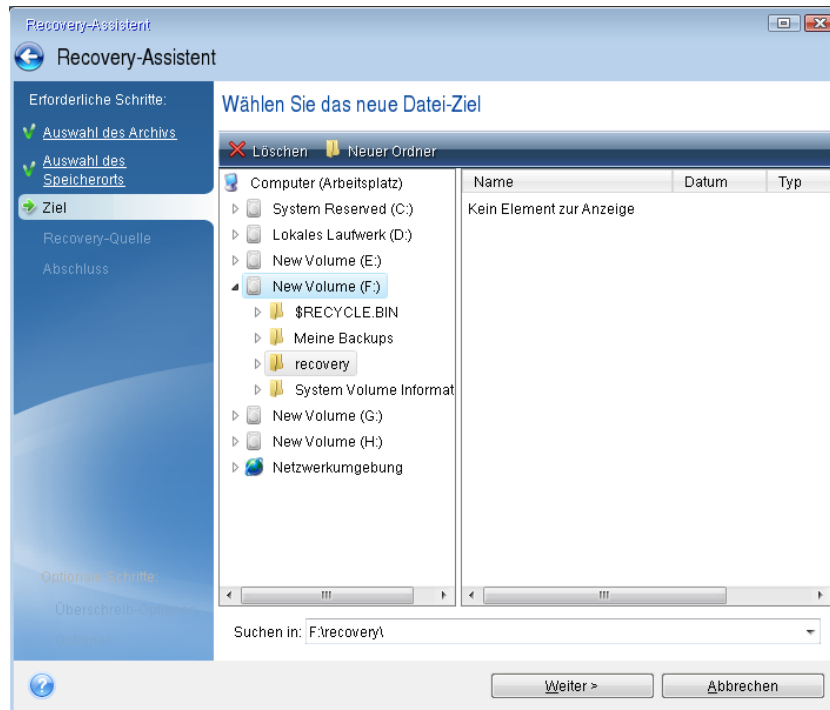 Recovery-Assistent
Recovery-Assistent
Erforderliche Schritte:
Auswahl des Archivs
Auswahl des
Speicherorts
Ziel
Recovery-Quelle
Abschluss
Optionale Schritte:
Wählen Sie das neue Datei-Ziel
Löschen Neuer Ordner
Computer (Arbeitsplatz)
System Reserved (C:)
Lokales Laufwerk (D:)
New Volume (E:)
New Volume (F:)
$RECYCLE.BIN
Meine Backups
recovery
System Volume Informat
New Volume (G:)
New Volume (H:)
Netzwerkumgebung
Name Datum Typ
Kein Element zur Anzeige
Suchen in: F:\recovery\
Weiter > Abbrechen